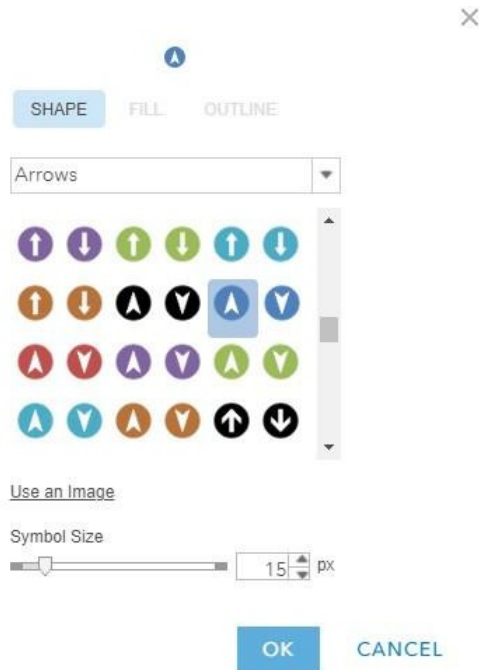 SHAPE FILL OUTLINE
Arrows
Use an Image
Symbol Size
15 px
OK CANCEL